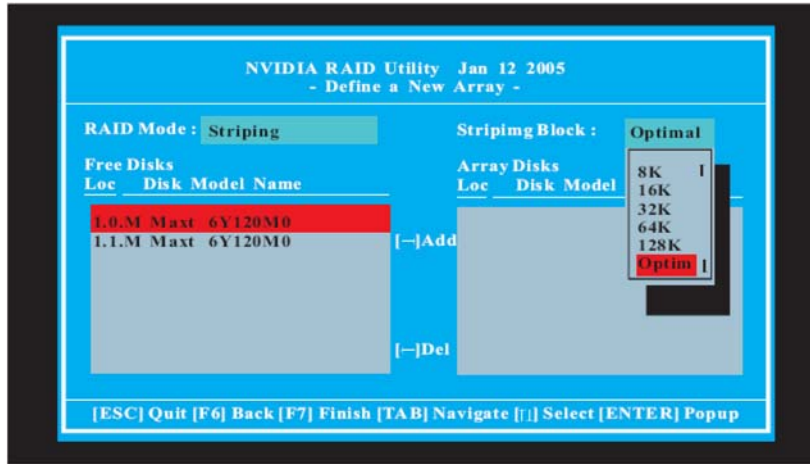 NVIDIA RAID Utility Jan 12 2005
- Define a New Array -
RAID Mode : Striping
Stripimg Block : Optimal
Free Disks
Loc Disk Model Name
Array Disks
Loc Disk Model
8K
16K
32K
64K
128K
Optim
1.0.M Maxt 6Y120M0
1.1.M Maxt 6Y120M0
[—]Add
[—]Del
[ESC] Quit [F6] Back [F7] Finish [TAB] Navigate [↑↓] Select [ENTER] Popup